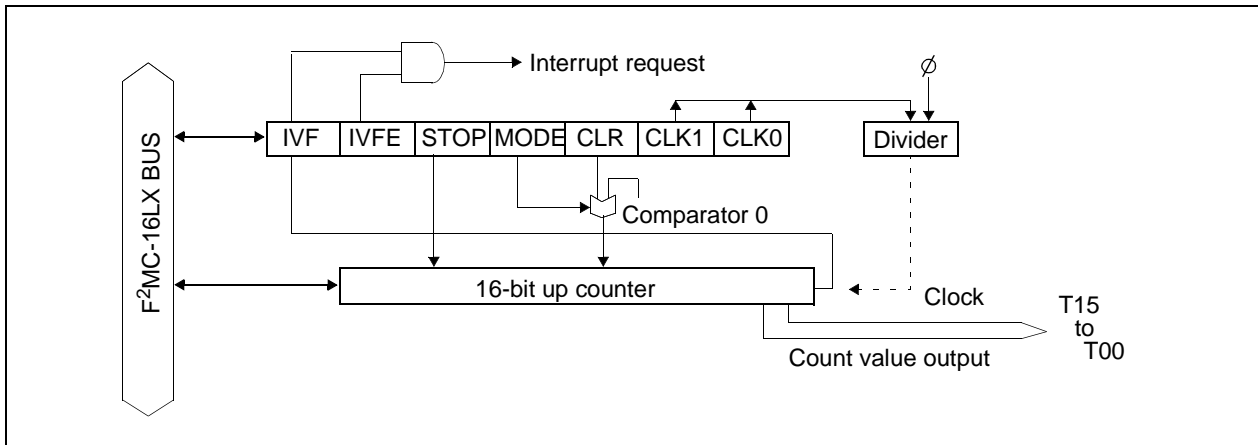 Interrupt request
ϕ
IVF IVFE STOP MODE CLR CLK1 CLK0
Divider
Comparator 0
F²MC-16LX BUS
16-bit up counter
Clock
T15
to
T00
Count value output